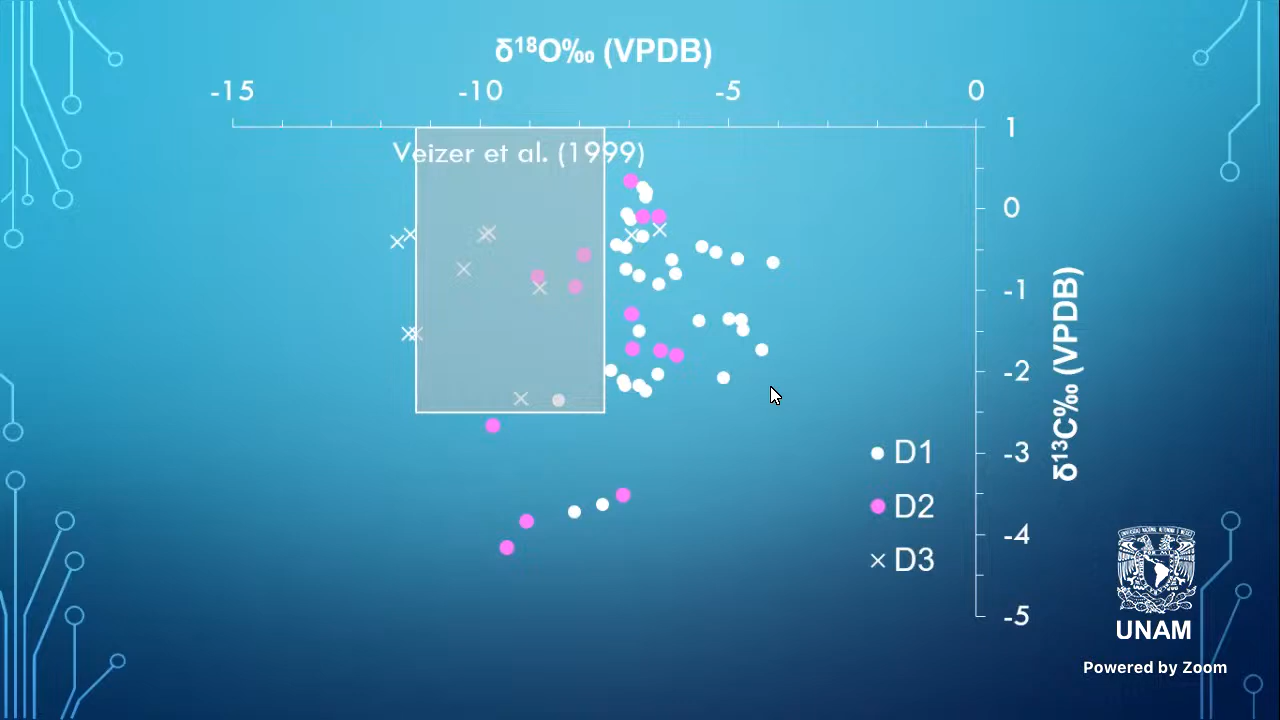 δ¹⁸O‰ (VPDB)
-15 -10 -5 0
1
Veizer et al. (1999)
0
-1
δ¹³C‰ (VPDB)
-2
-3
D1
D2
-4
D3
-5
UNAM
Powered by Zoom